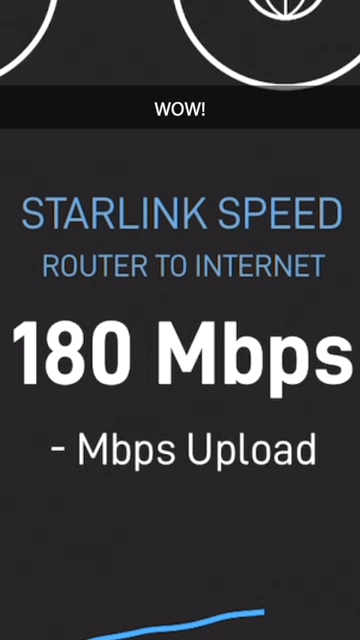 WOW!
STARLINK SPEED
ROUTER TO INTERNET
180 Mbps
- Mbps Upload